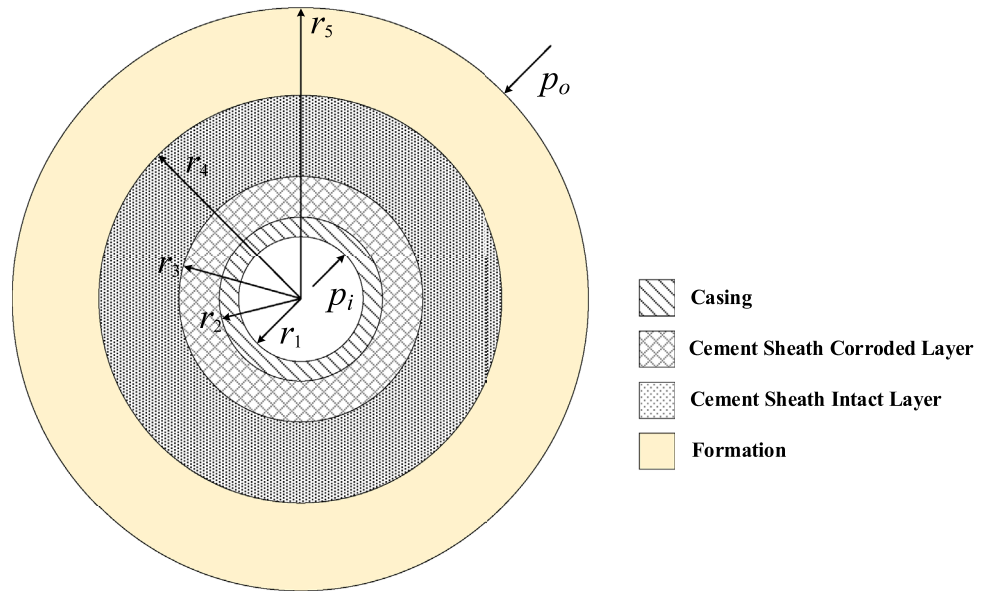 r5
po
r4
r3
pi
r2
r1
Casing
Cement Sheath Corroded Layer
Cement Sheath Intact Layer
Formation